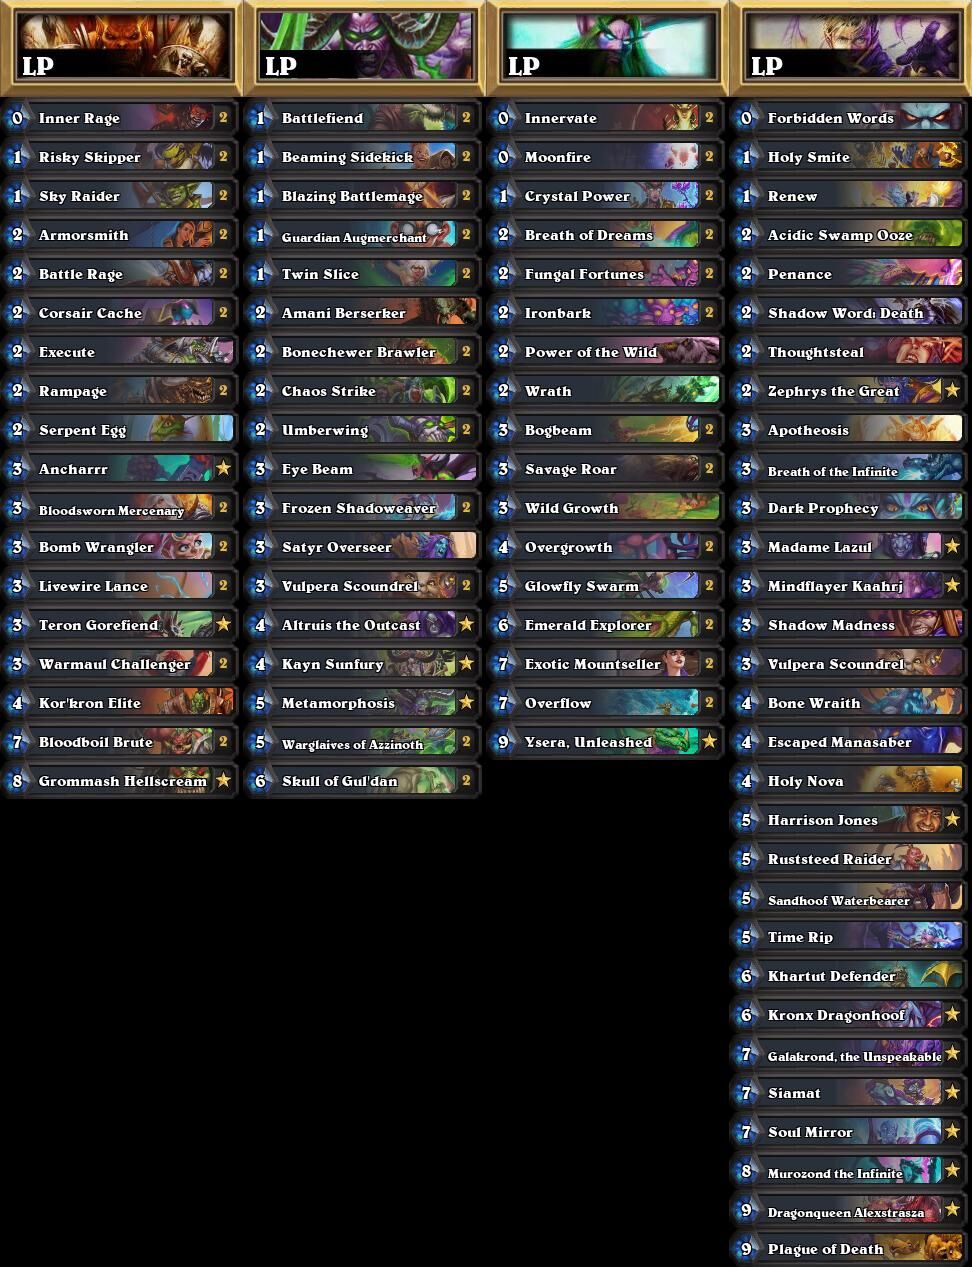 LP
0 Inner Rage 2
1 Risky Skipper 2
1 Sky Raider 2
2 Armorsmith 2
2 Battle Rage 2
2 Corsair Cache 2
2 Execute
2 Rampage 2
2 Serpent Egg
3 Ancharrr
3 Bloodsworn Mercenary 2
3 Bomb Wrangler 2
3 Livewire Lance 2
3 Teron Gorefiend
3 Warmaul Challenger 2
4 Kor'kron Elite
7 Bloodboil Brute 2
8 Grommash Hellscream
LP
1 Battlefiend 2
1 Beaming Sidekick 2
1 Blazing Battlemage 2
1 Guardian Augmerchant 2
1 Twin Slice 2
2 Amani Berserker
2 Bonechewer Brawler 2
2 Chaos Strike 2
2 Umberwing 2
3 Eye Beam
3 Frozen Shadoweaver 2
3 Satyr Overseer
3 Vulpera Scoundrel 2
4 Altruis the Outcast
4 Kayn Sunfury
5 Metamorphosis
5 Warglaives of Azzinoth 2
6 Skull of Gul'dan 2
LP
0 Innervate 2
0 Moonfire 2
1 Crystal Power 2
2 Breath of Dreams 2
2 Fungal Fortunes 2
2 Ironbark 2
2 Power of the Wild
2 Wrath
3 Bogbeam 2
3 Savage Roar 2
3 Wild Growth
4 Overgrowth 2
5 Glowfly Swarm 2
6 Emerald Explorer 2
7 Exotic Mountseller 2
7 Overflow 2
9 Ysera, Unleashed
LP
0 Forbidden Words
1 Holy Smite
1 Renew
2 Acidic Swamp Ooze
2 Penance
2 Shadow Word: Death
2 Thoughtsteal
2 Zephrys the Great
3 Apotheosis
3 Breath of the Infinite
3 Dark Prophecy
3 Madame Lazul
3 Mindflayer Kaahrj
3 Shadow Madness
3 Vulpera Scoundrel
4 Bone Wraith
4 Escaped Manasaber
4 Holy Nova
5 Harrison Jones
5 Ruststeed Raider
5 Sandhoof Waterbearer
5 Time Rip
6 Khartut Defender
6 Kronx Dragonhoof
7 Galakrond, the Unspeakable
7 Siamat
7 Soul Mirror
8 Murozond the Infinite
9 Dragonqueen Alexstrasza
9 Plague of Death